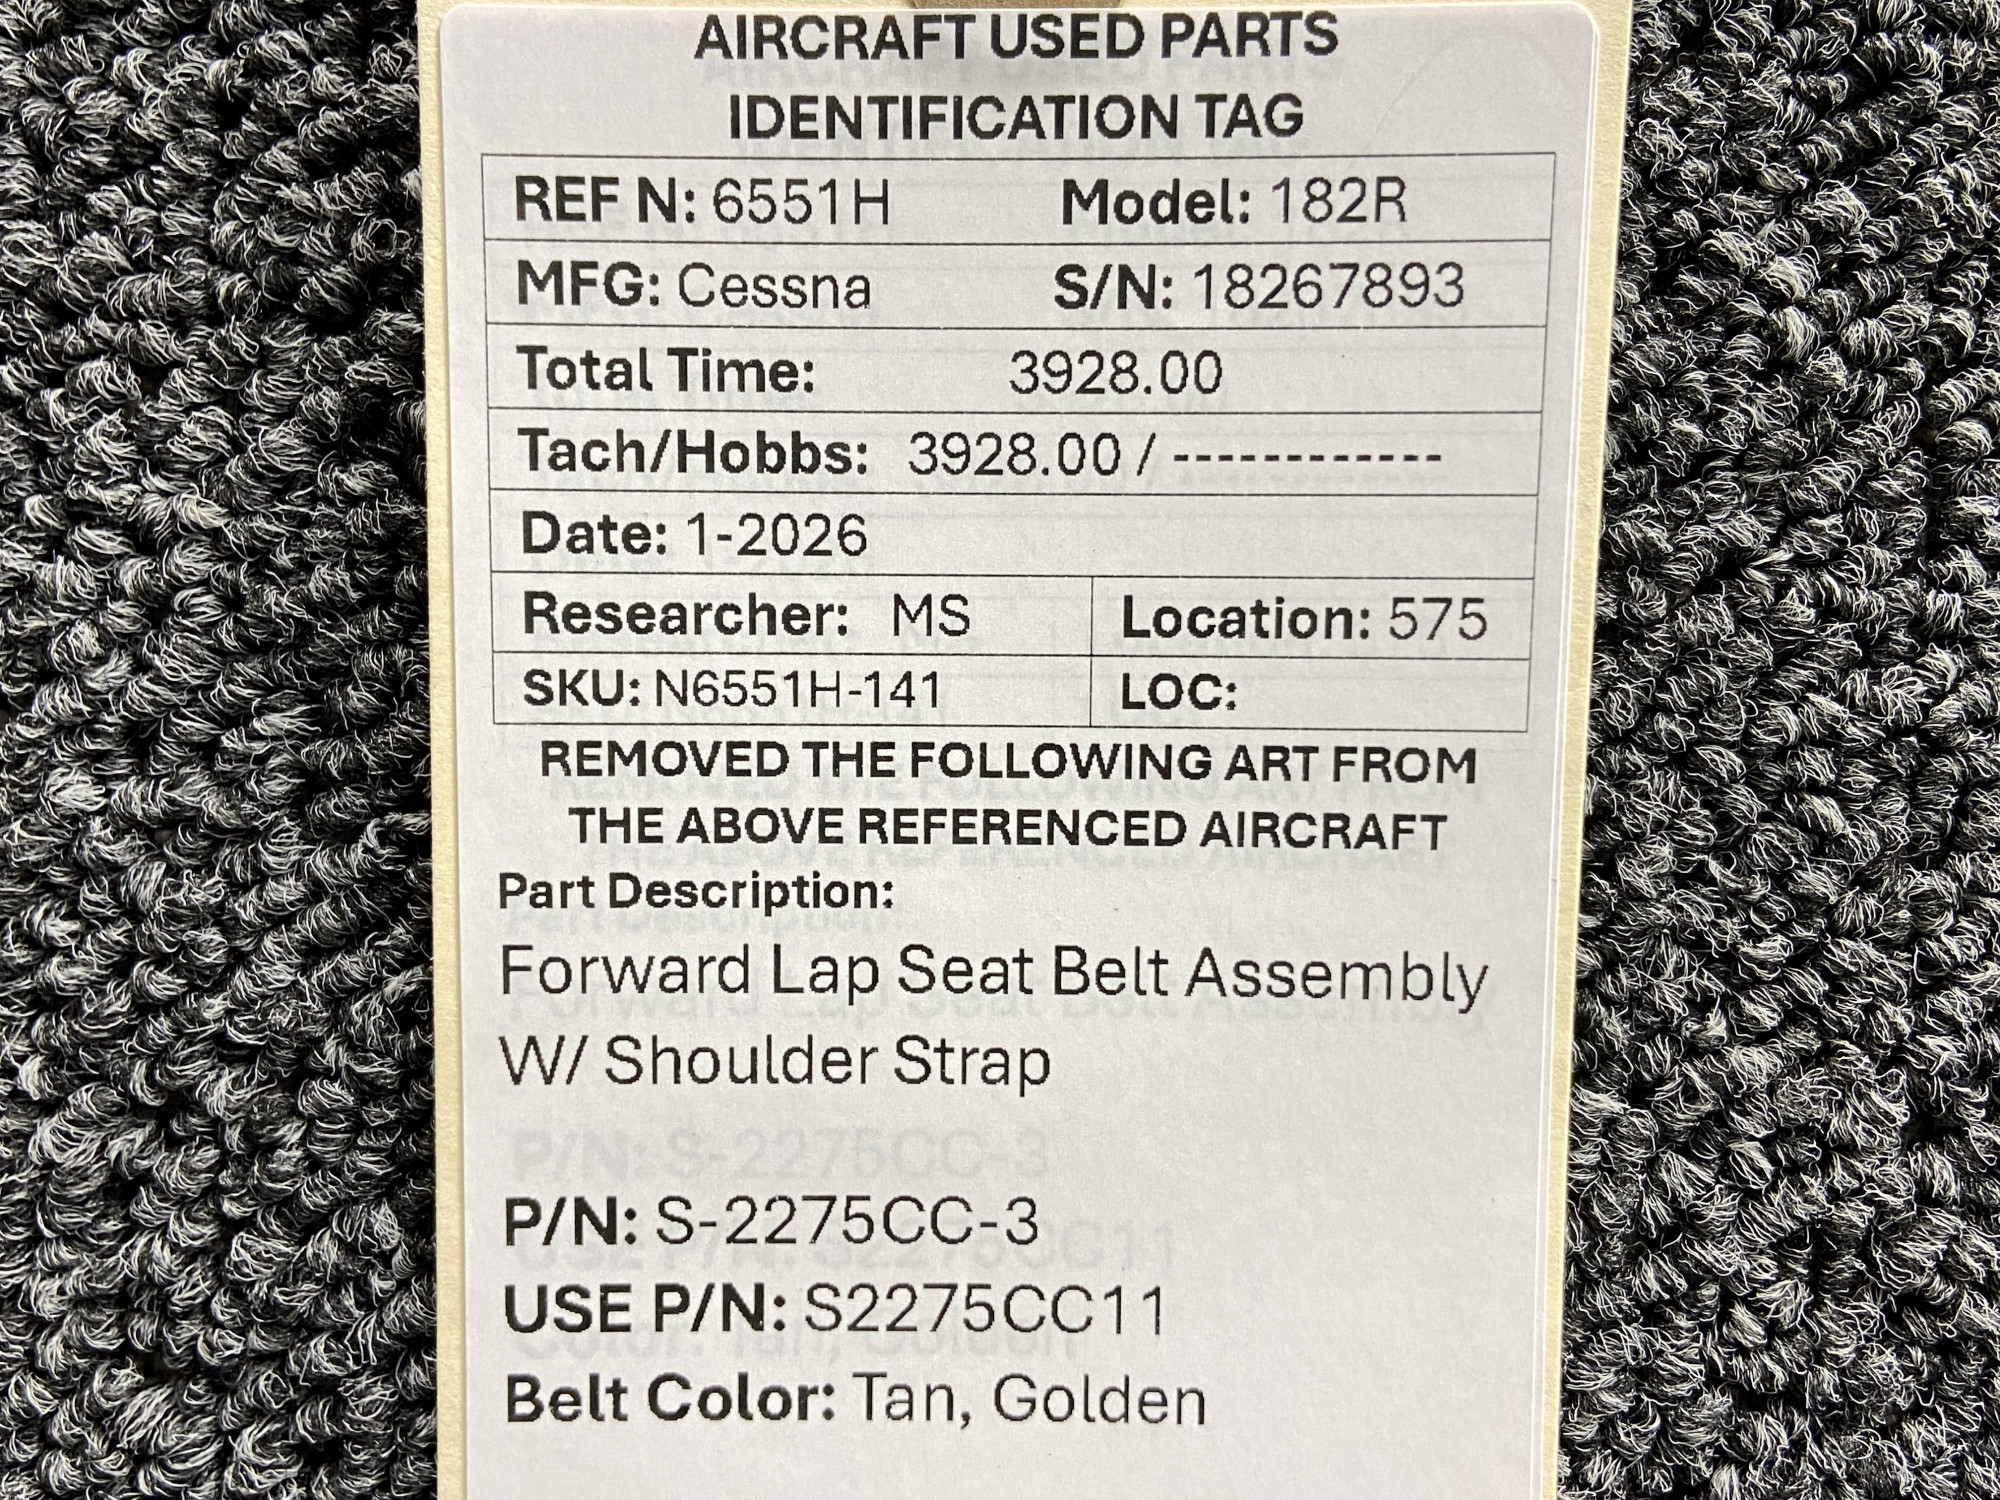 AIRCRAFT USED PARTS
IDENTIFICATION TAG
REF N: 6551H Model: 182R
MFG: Cessna S/N: 18267893
Total Time: 3928.00
Tach/Hobbs: 3928.00 / ------------
Date: 1-2026
Researcher: MS Location: 575
SKU: N6551H-141 LOC:
REMOVED THE FOLLOWING ART FROM
THE ABOVE REFERENCED AIRCRAFT
Part Description:
Forward Lap Seat Belt Assembly
W/ Shoulder Strap
P/N: S-2275CC-3
USE P/N: S2275CC11
Belt Color: Tan, Golden